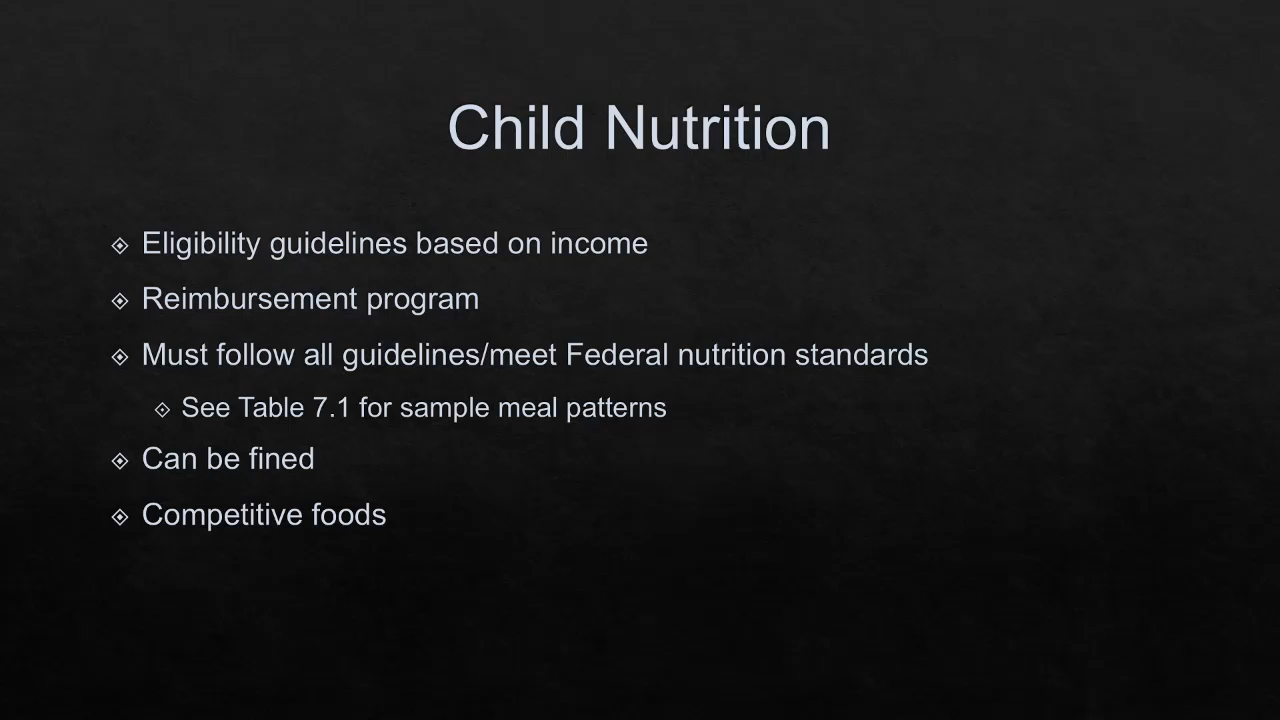 Child Nutrition
Eligibility guidelines based on income
Reimbursement program
Must follow all guidelines/meet Federal nutrition standards
See Table 7.1 for sample meal patterns
Can be fined
Competitive foods